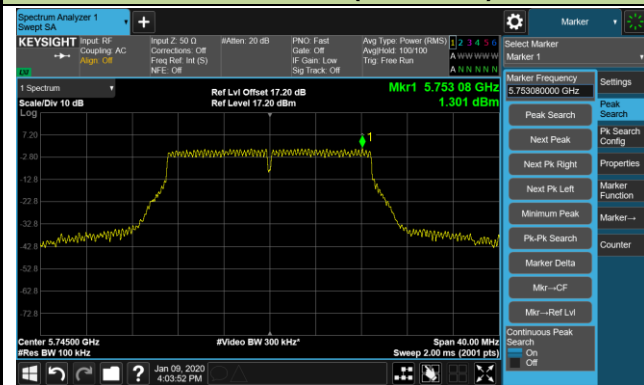 Spectrum Analyzer 1
Swept SA
+
Marker
KEYSIGHT
Input: RF
Coupling: AC
Align: Off
Input Z: 50 Ω
Corrections: Off
Freq Ref: Int (S)
NFE: Off
#Atten: 20 dB
PNO: Fast
Gate: Off
IF Gain: Low
Sig Track: Off
Avg Type: Power (RMS)
Avg|Hold: 100/100
Trig: Free Run
1 2 3 4 5 6
A W W W W W
A N N N N N
Select Marker
Marker 1
1 Spectrum
Scale/Div 10 dB
Log
Ref Lvl Offset 17.20 dB
Ref Level 17.20 dBm
Mkr1 5.753 08 GHz
1.301 dBm
7.20
-2.80
-12.8
-22.8
-32.8
-42.8
-52.8
-62.8
-72.8
1
Center 5.74500 GHz
#Res BW 100 kHz
#Video BW 300 kHz*
Span 40.00 MHz
Sweep 2.00 ms (2001 pts)
Marker Frequency
5.753080000 GHz
Peak Search
Next Peak
Next Pk Right
Next Pk Left
Minimum Peak
Pk-Pk Search
Marker Delta
Mkr→CF
Mkr→Ref Lvl
Continuous Peak
Search
On
Off
Settings
Peak
Search
Pk Search
Config
Properties
Marker
Function
Marker→
Counter
?
Jan 09, 2020
4:03:52 PM